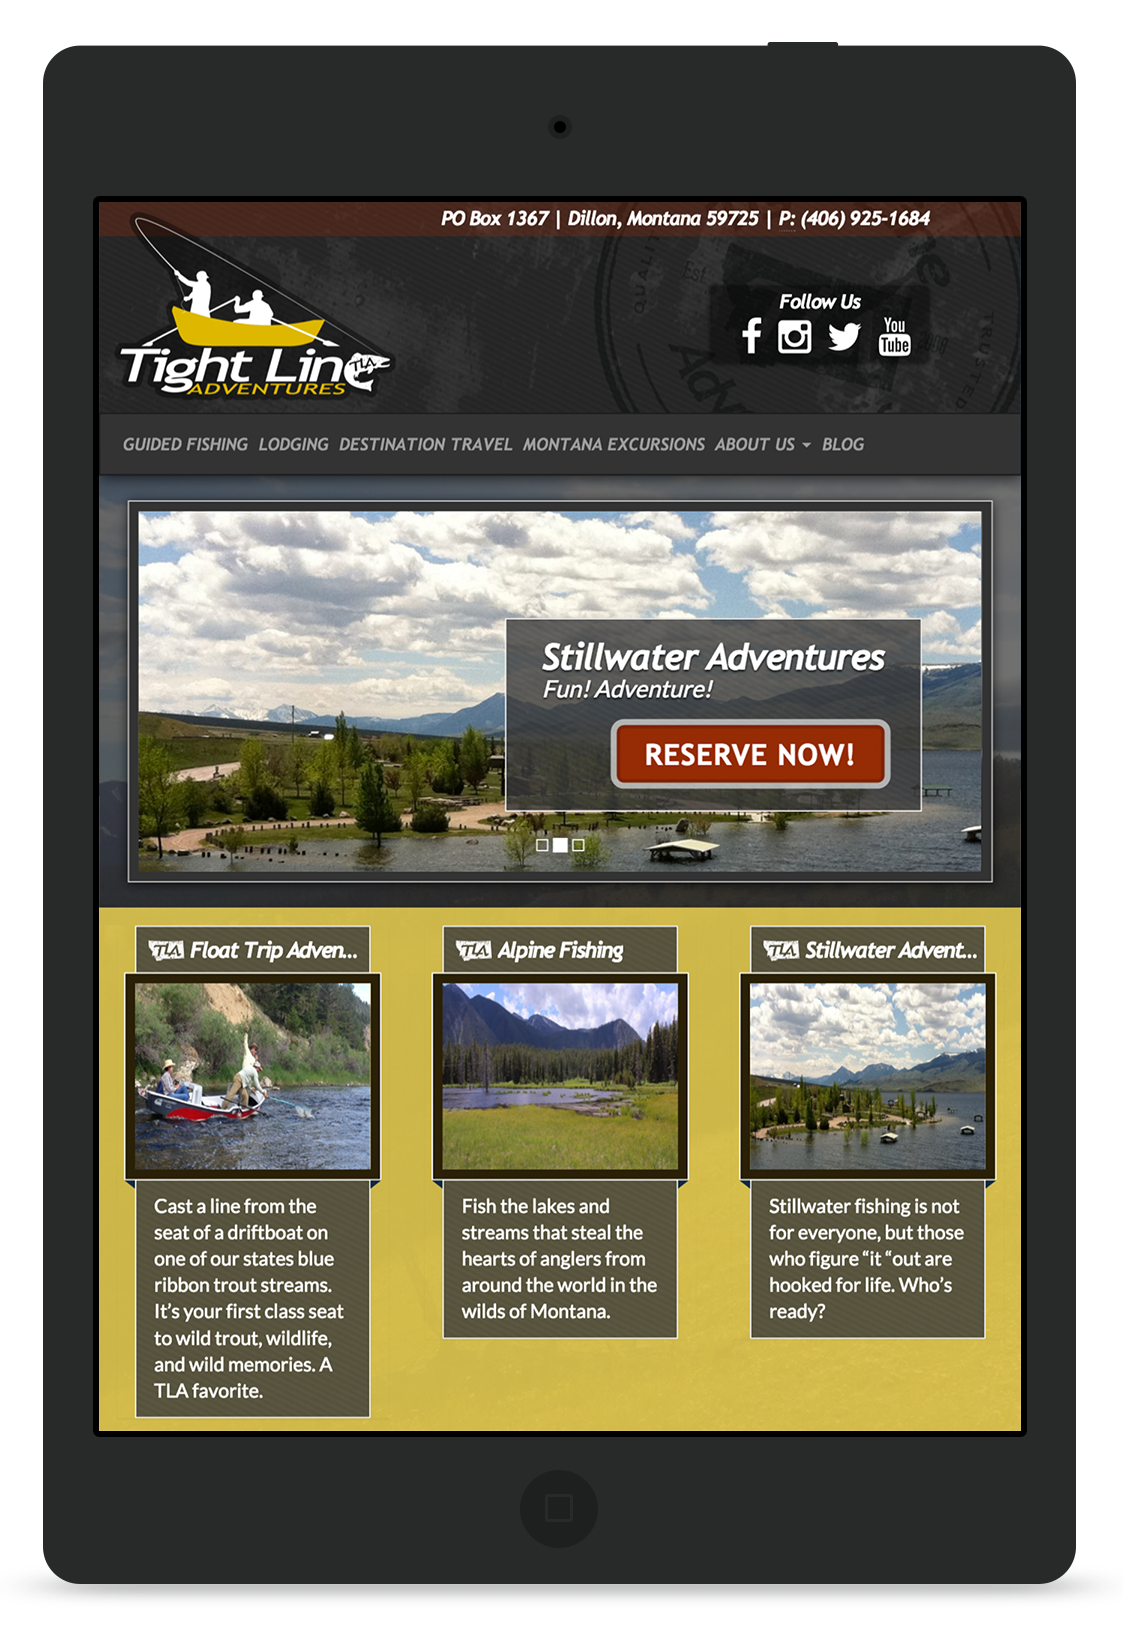 PO Box 1367 | Dillon, Montana 59725 | P: (406) 925-1684
Tight Line
TLA
ADVENTURES
Follow Us
You
Tube
QUALITY
Est
Adv
TRUSTED
GUIDED FISHING LODGING DESTINATION TRAVEL MONTANA EXCURSIONS ABOUT US BLOG
Stillwater Adventures
Fun! Adventure!
RESERVE NOW!
TLA Float Trip Adven...
Cast a line from the
seat of a driftboat on
one of our states blue
ribbon trout streams.
It's your first class seat
to wild trout, wildlife,
and wild memories. A
TLA favorite.
TLA Alpine Fishing
Fish the lakes and
streams that steal the
hearts of anglers from
around the world in the
wilds of Montana.
TLA Stillwater Advent...
Stillwater fishing is not
for everyone, but those
who figure “it “out are
hooked for life. Who’s
ready?